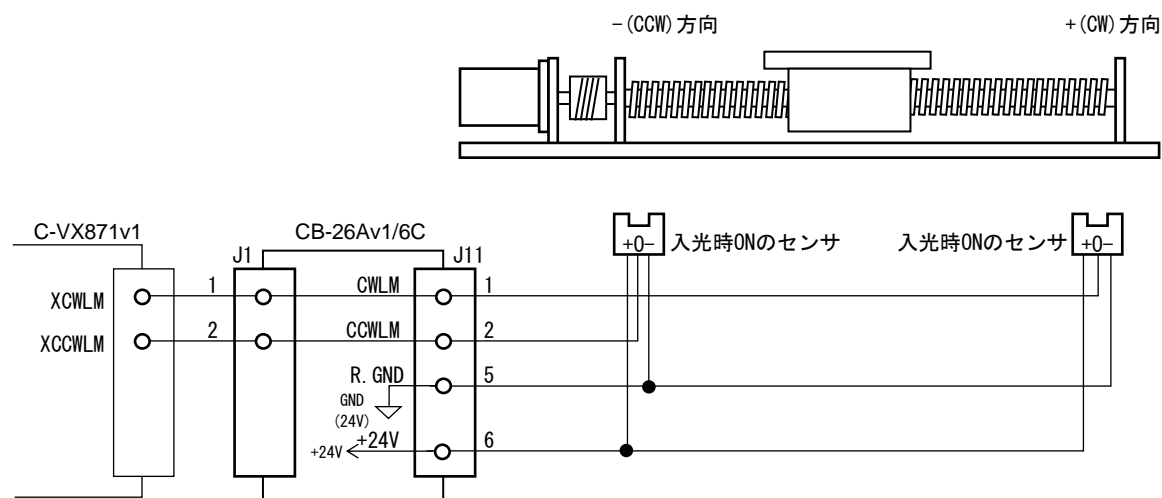 -(CCW)方向
+(CW)方向
C-VX871v1
CB-26Av1/6C
+0-
入光時ONのセンサ
入光時ONのセンサ
+0-
J1
J11
XCWLM
1
CWLM
1
XCCWLM
2
CCWLM
2
R.GND
5
GND
(24V)
+24V
+24V
6